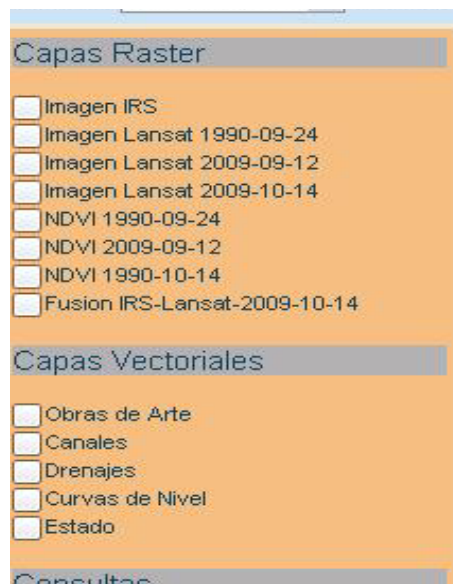 Capas Raster
Imagen IRS
Imagen Lansat 1990-09-24
Imagen Lansat 2009-09-12
Imagen Lansat 2009-10-14
NDVI 1990-09-24
NDVI 2009-09-12
NDVI 1990-10-14
Fusion IRS-Lansat-2009-10-14
Capas Vectoriales
Obras de Arte
Canales
Drenajes
Curvas de Nivel
Estado
Consultas